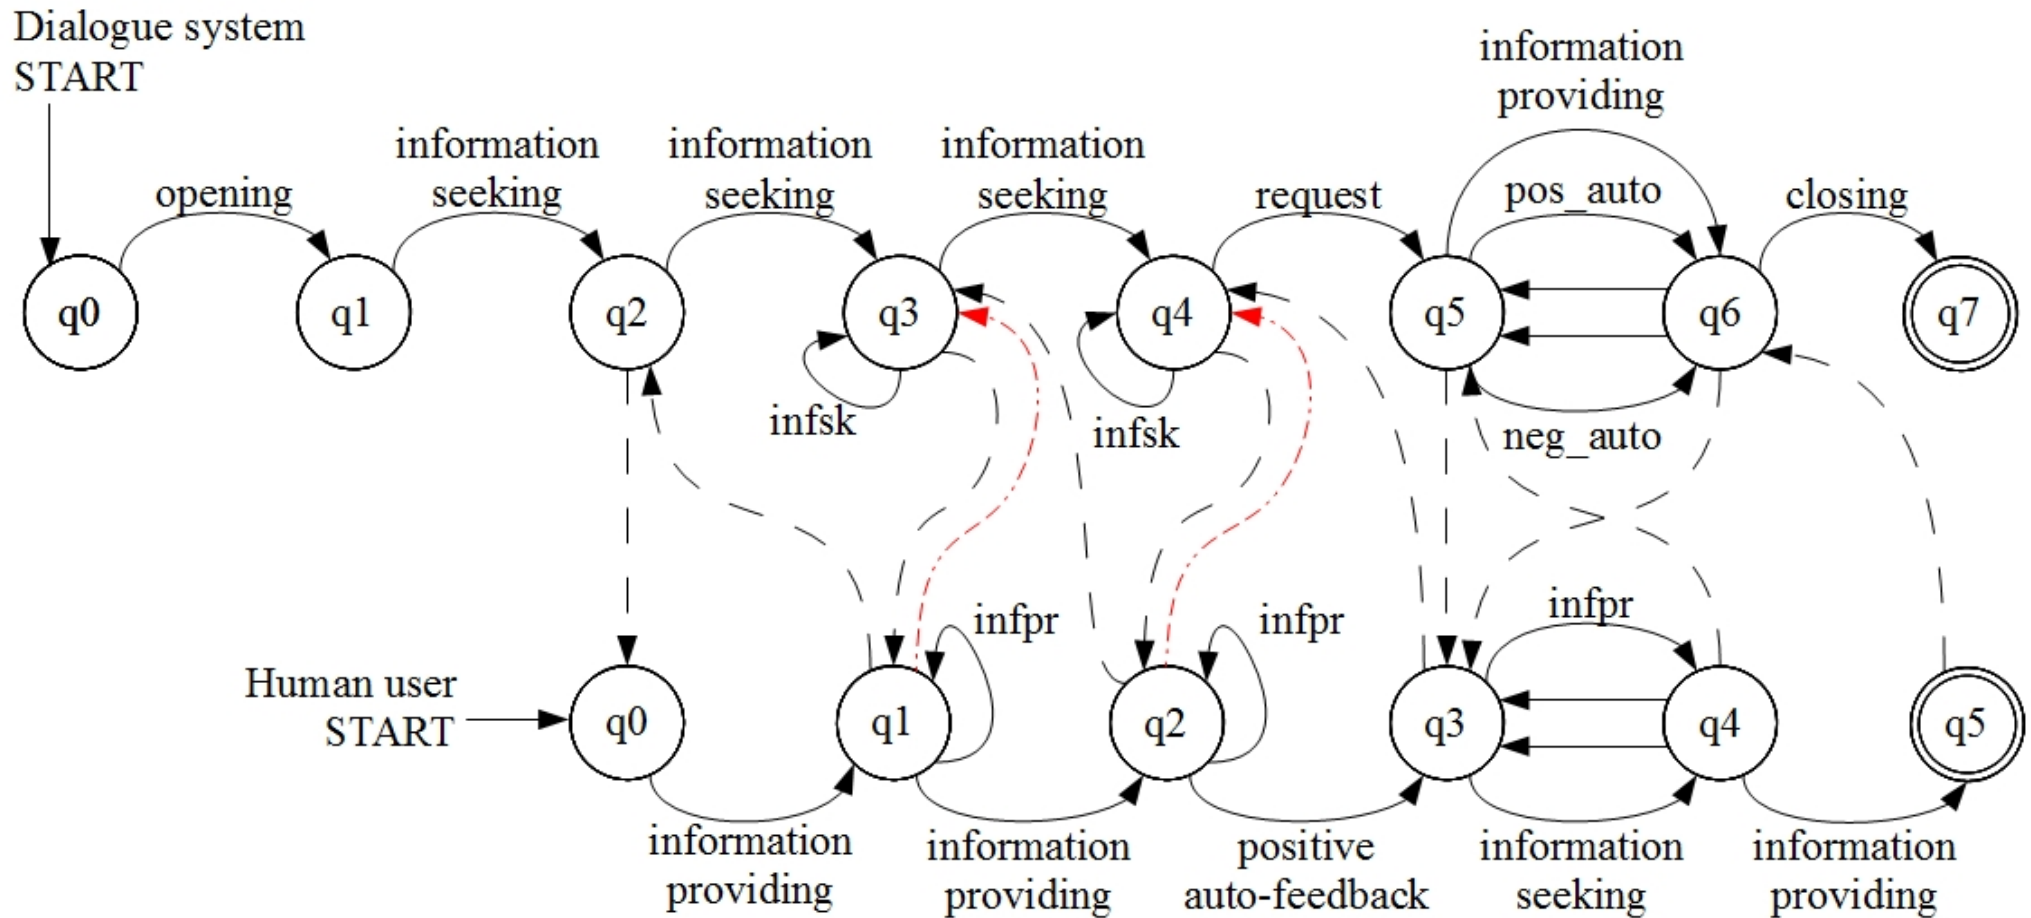 Dialogue system
START
information
providing
information
seeking
information
seeking
information
seeking
opening
request
pos_auto
closing
q0
q1
q2
q3
q4
q5
q6
q7
infsk
infsk
neg_auto
infpr
infpr
infpr
Human user
START
q0
q1
q2
q3
q4
q5
information
providing
information
providing
positive
auto-feedback
information
seeking
information
providing